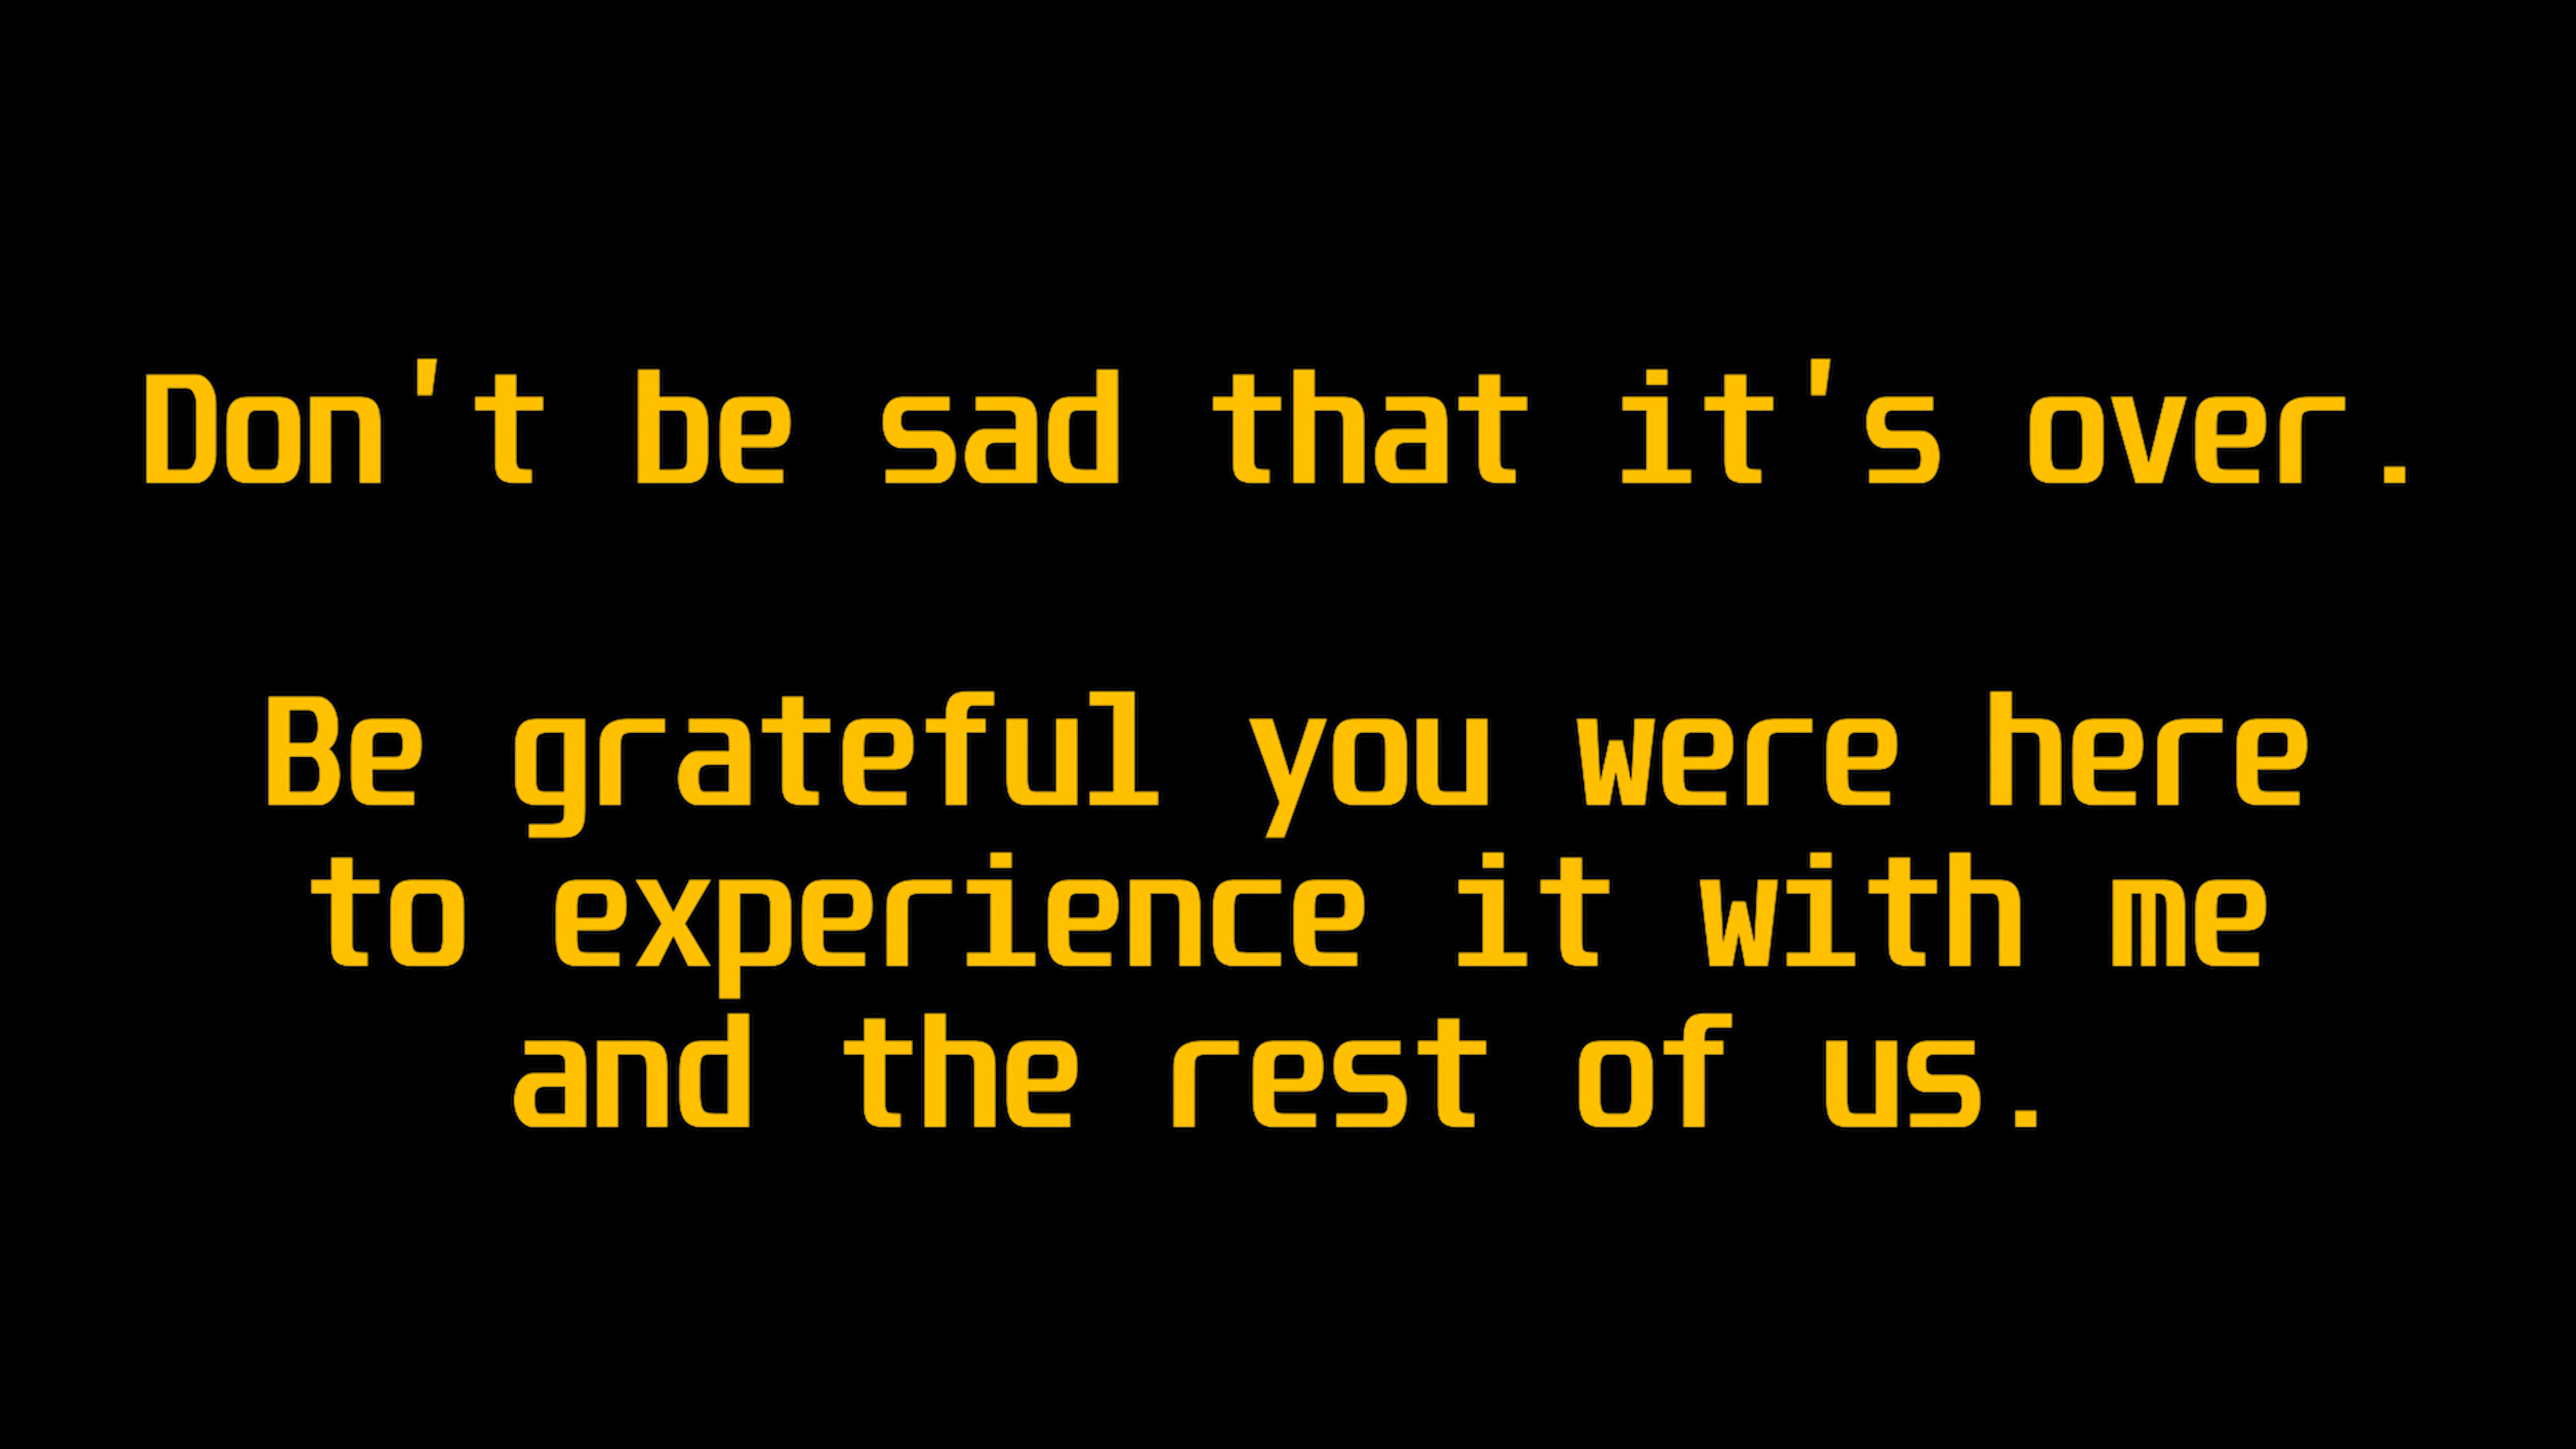 Don't be sad that it's over.
Be grateful you were here
to experience it with me
and the rest of us.